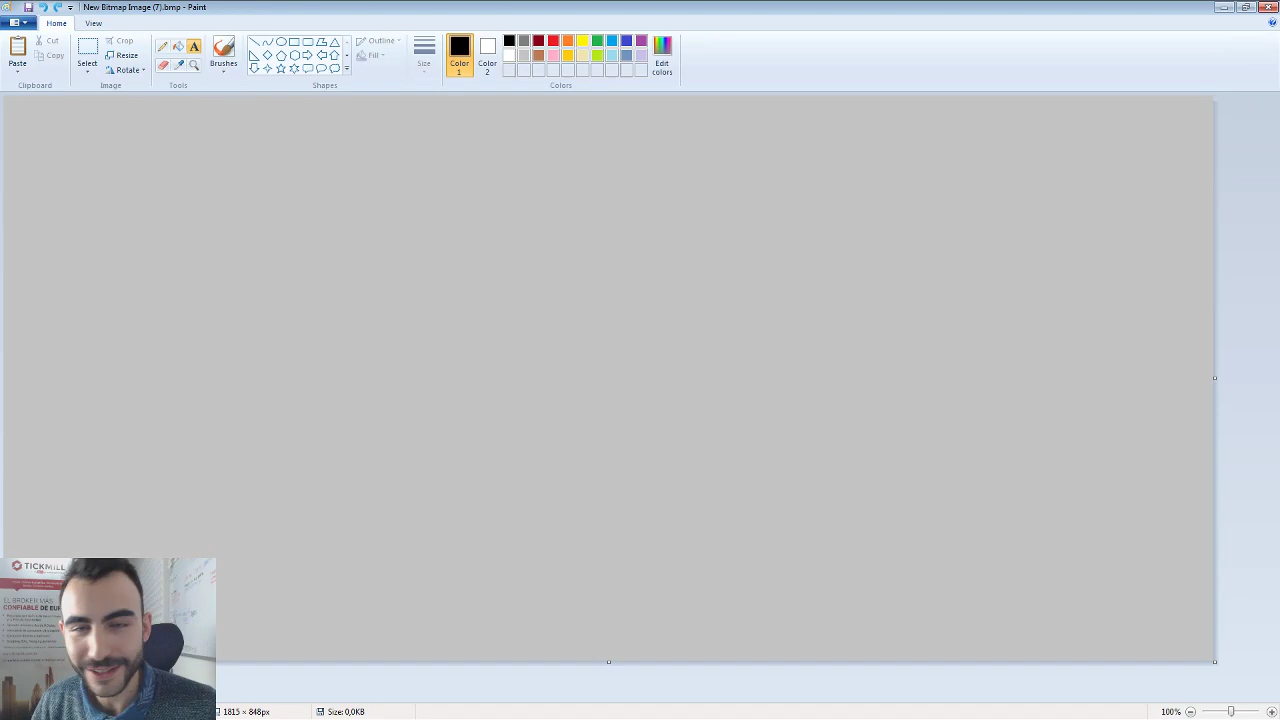 New Bitmap Image (7).bmp - Paint
Home
View
Paste
Cut
Copy
Clipboard
Select
Crop
Resize
Rotate
Image
A
Tools
Brushes
Shapes
Outline
Fill
Size
Color
1
Color
2
Edit
colors
Colors
TICKMILL
EL BROKER MÁS
CONFIABLE DE EU
1815 × 848px
Size: 0,0KB
100%